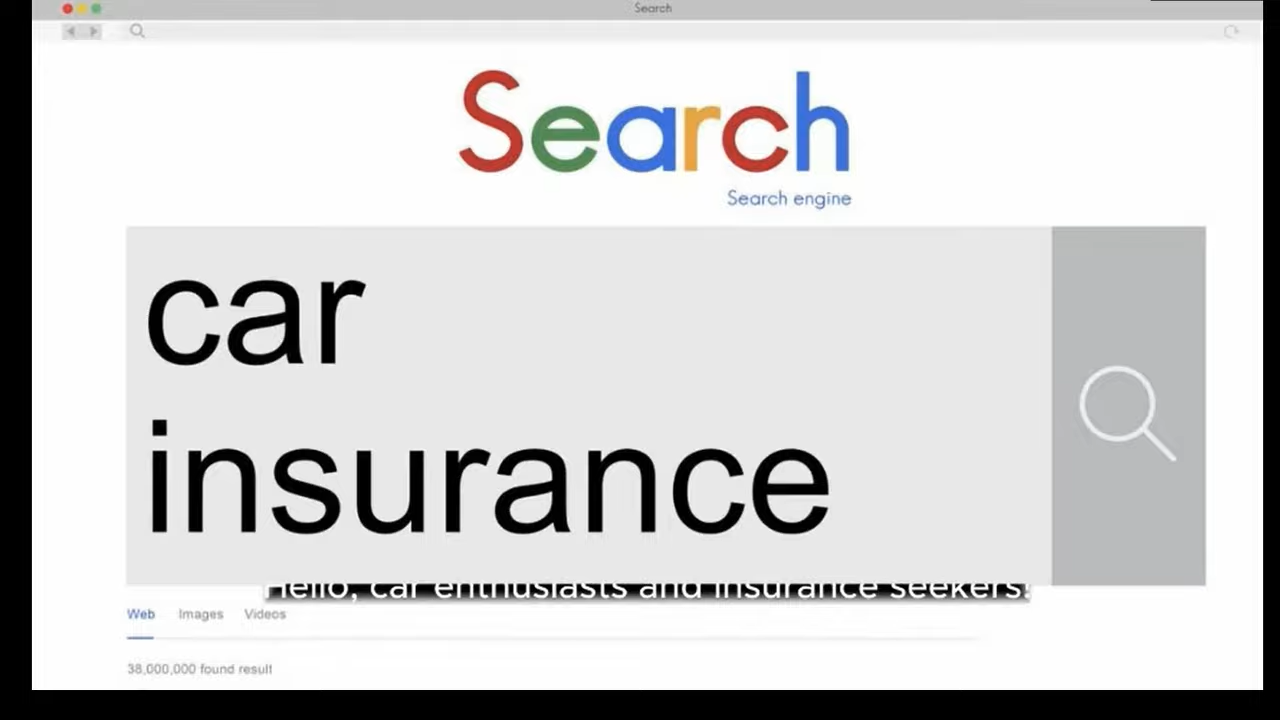 Search
Search
Search engine
car
insurance
Hello, car enthusiasts and insurance seekers!
Web Images Videos
38,000,000 found result